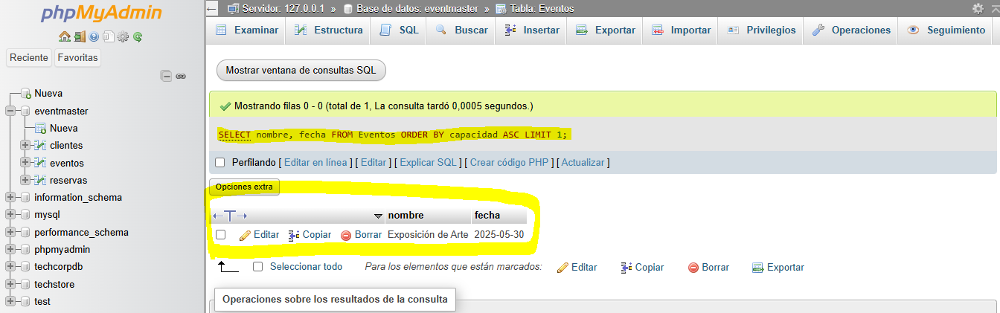 phpMyAdmin
Reciente Favoritas
Nueva
eventmaster
Nueva
clientes
eventos
reservas
information_schema
mysql
performance_schema
phpmyadmin
techcorpdb
techstore
test
Servidor: 127.0.0.1 » Base de datos: eventmaster » Tabla: Eventos
Examinar Estructura SQL Buscar Insertar Exportar Importar Privilegios Operaciones Seguimiento
Mostrar ventana de consultas SQL
Mostrando filas 0 - 0 (total de 1, La consulta tardó 0,0005 segundos.)
SELECT nombre, fecha FROM Eventos ORDER BY capacidad ASC LIMIT 1;
Perfilando [ Editar en línea ] [ Editar ] [ Explicar SQL ] [ Crear código PHP ] [ Actualizar ]
Opciones extra
←T→ nombre fecha
Editar Copiar Borrar Exposición de Arte 2025-05-30
Seleccionar todo Para los elementos que están marcados: Editar Copiar Borrar Exportar
Operaciones sobre los resultados de la consulta